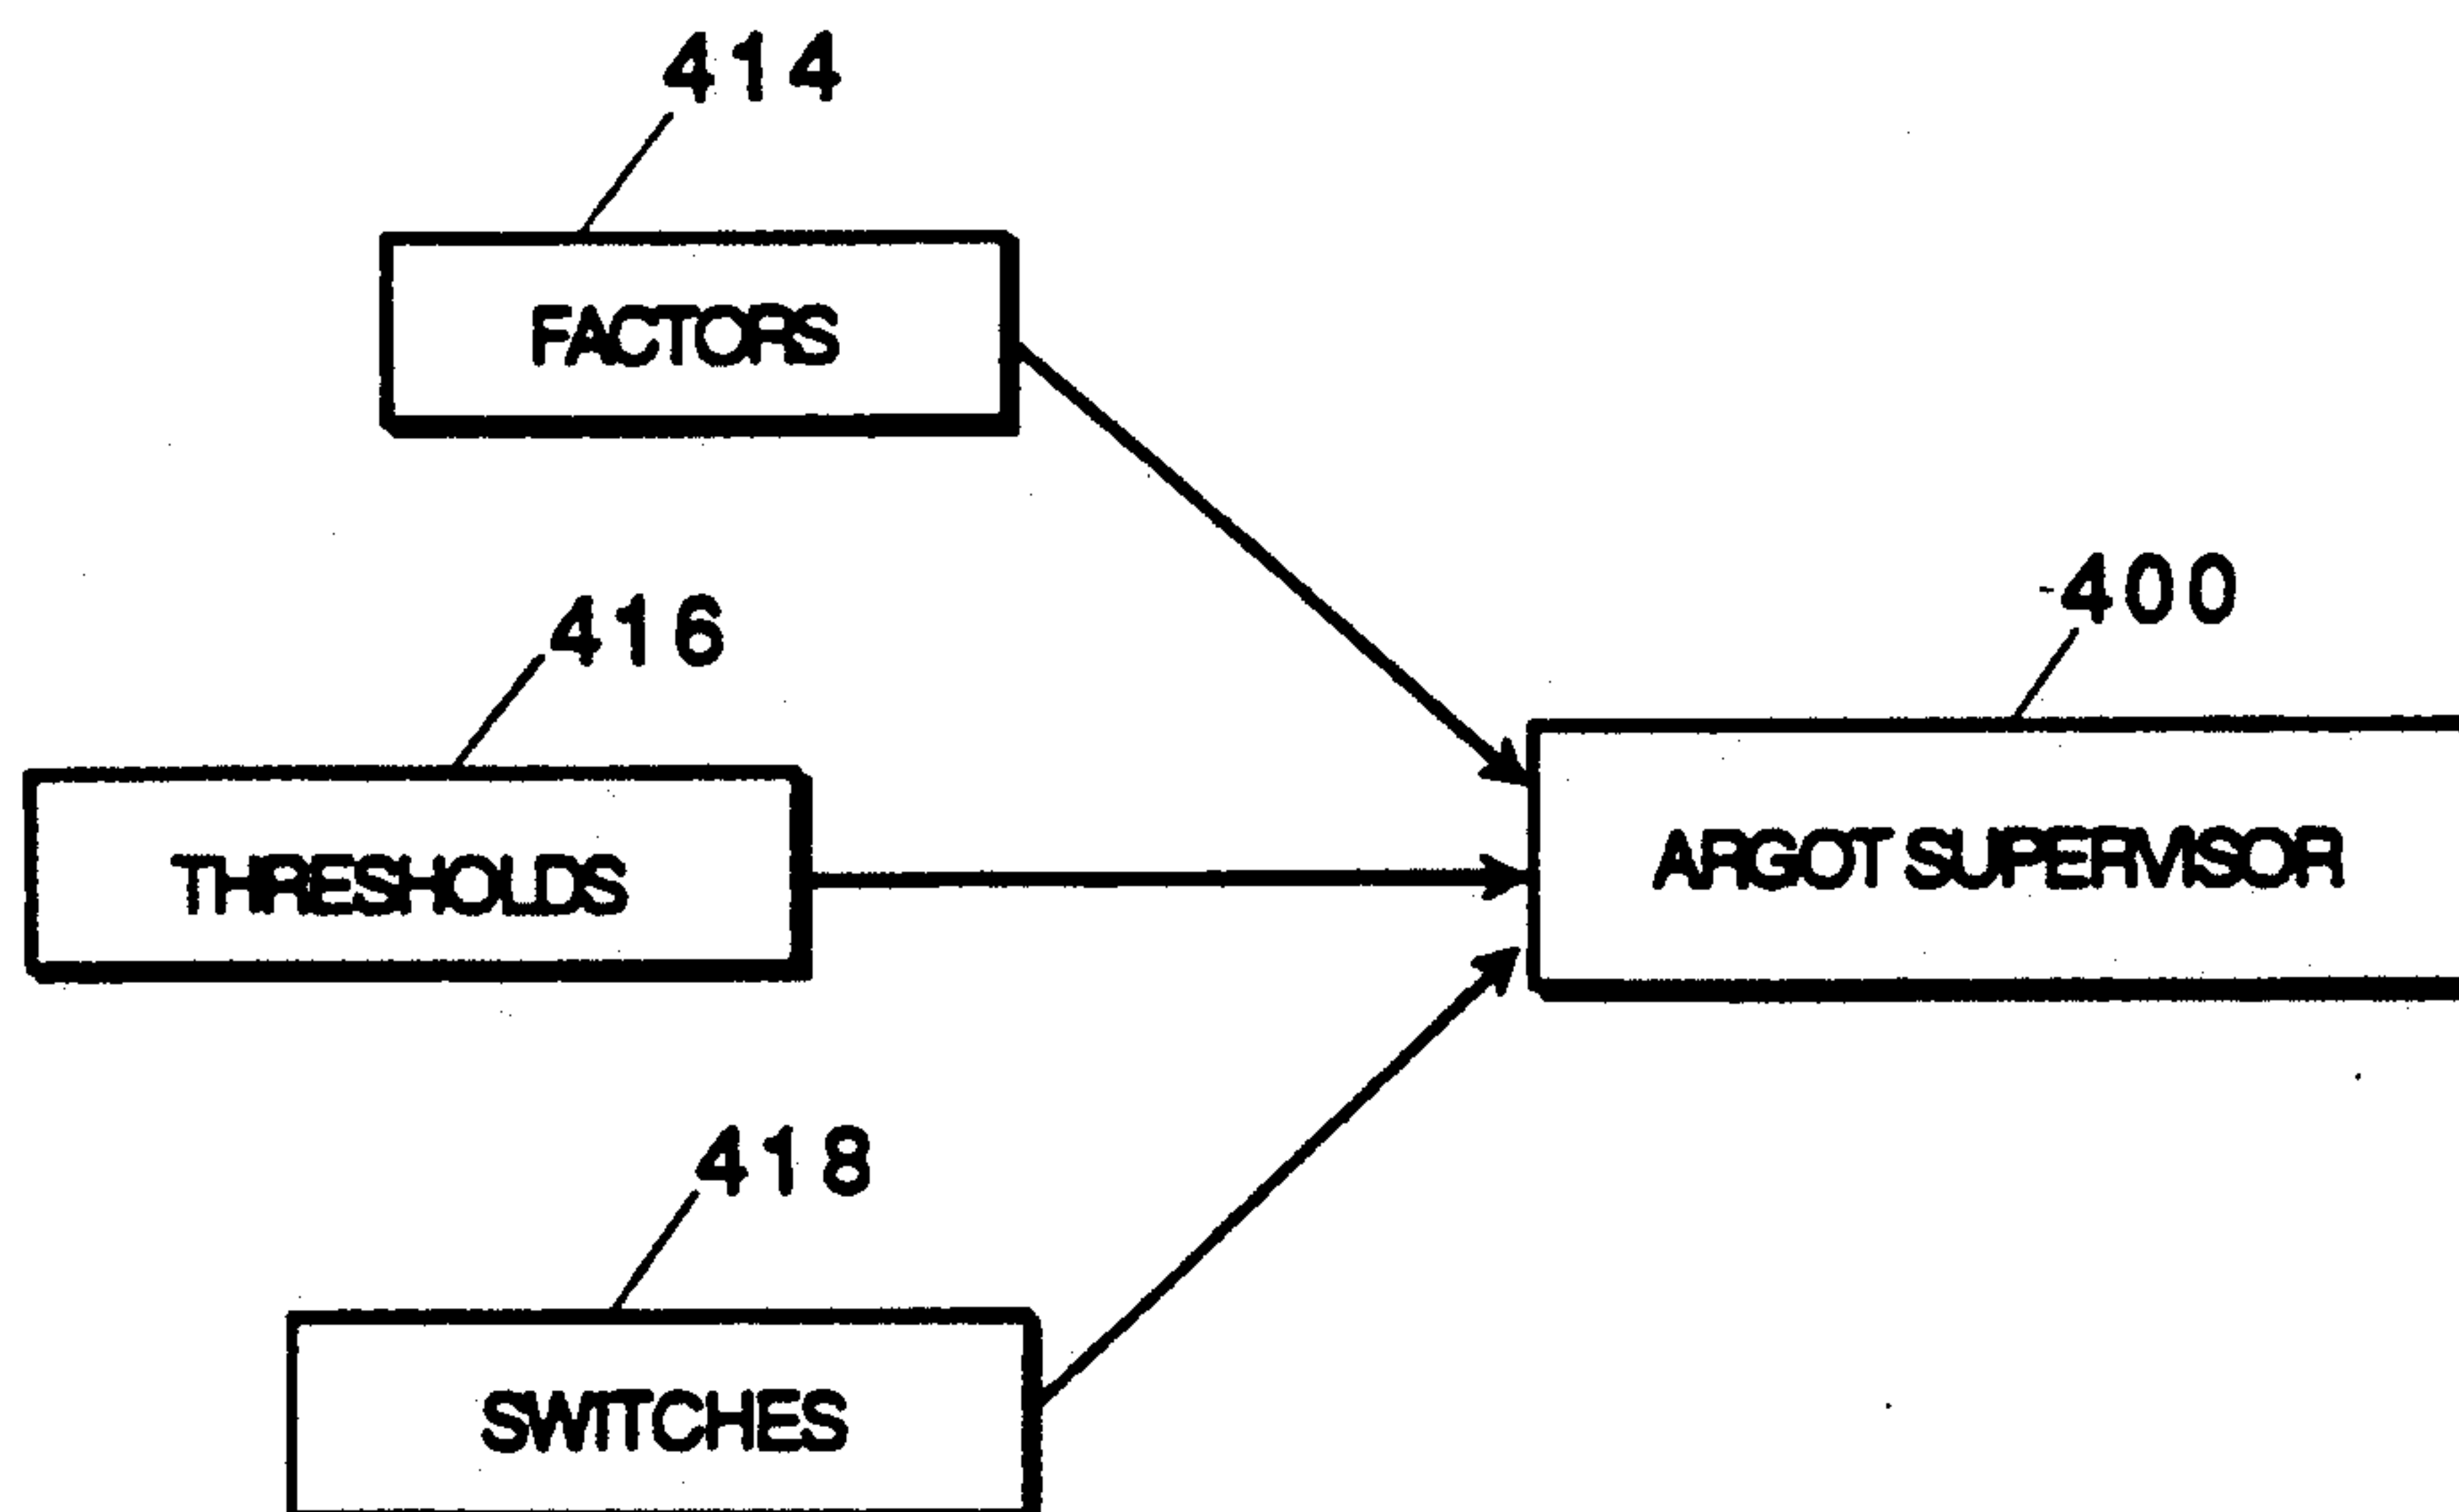 414
FACTORS
416
400
THRESHOLDS
ARGOT SUPERVISOR
418
SWITCHES